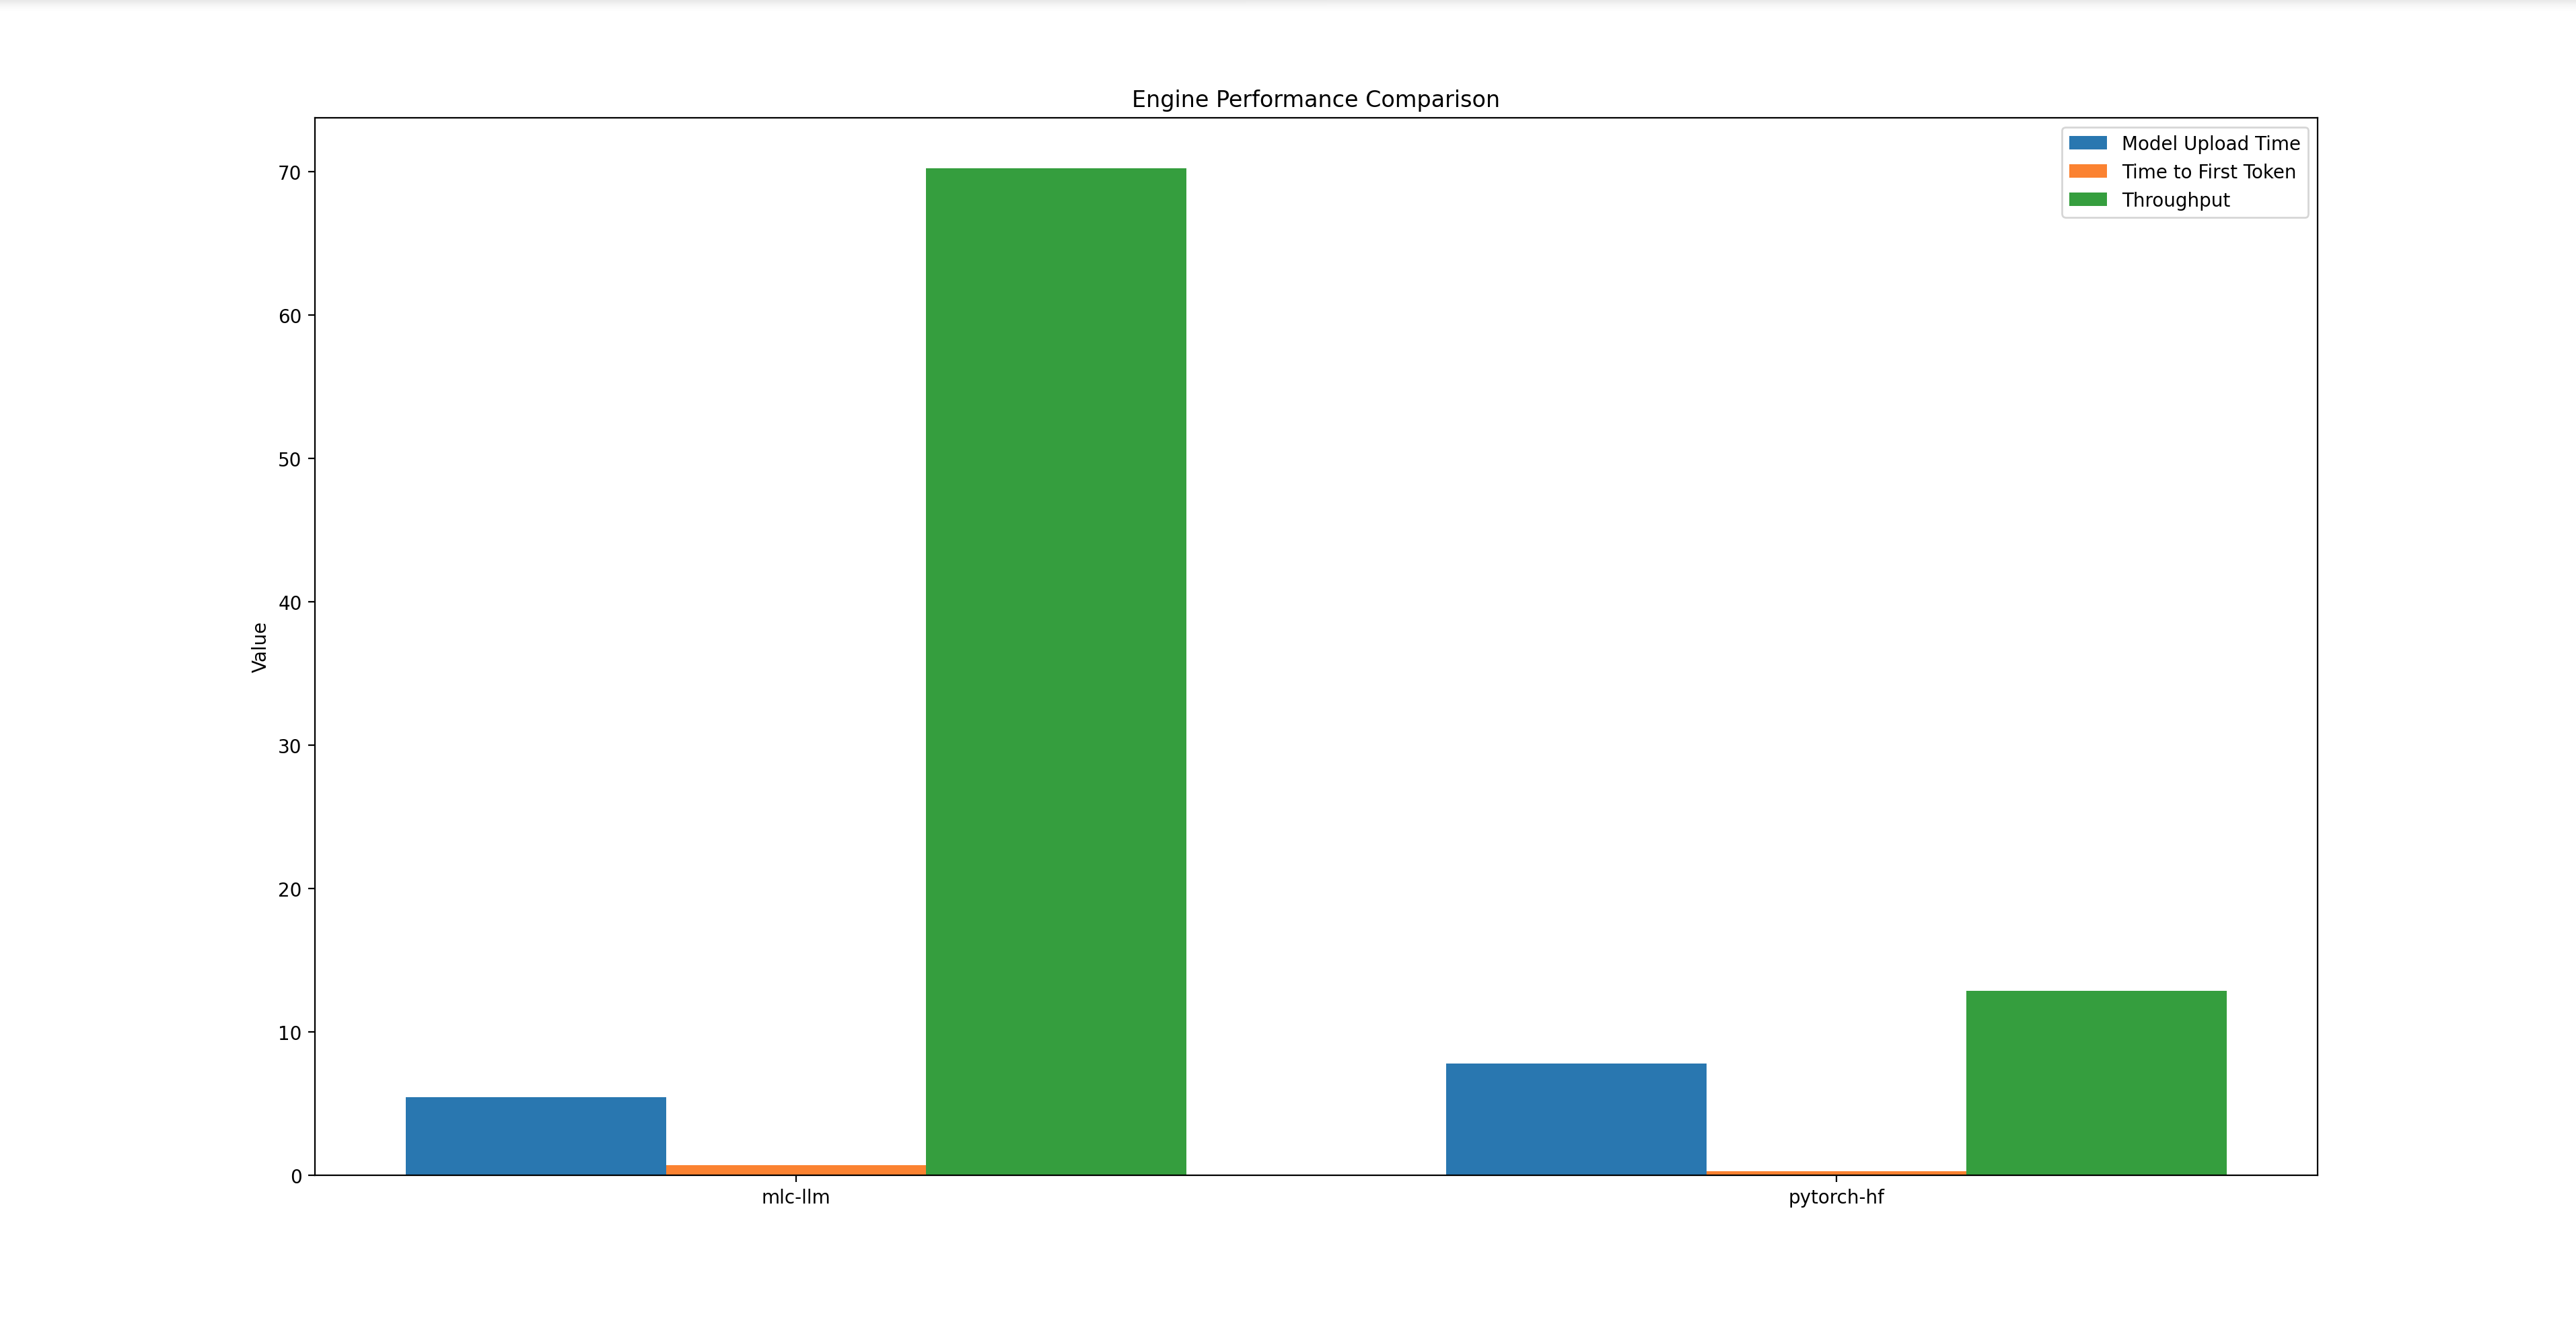 Engine Performance Comparison
Model Upload Time
Time to First Token
Throughput
70
60
50
40
30
20
10
0
Value
mlc-llm
pytorch-hf